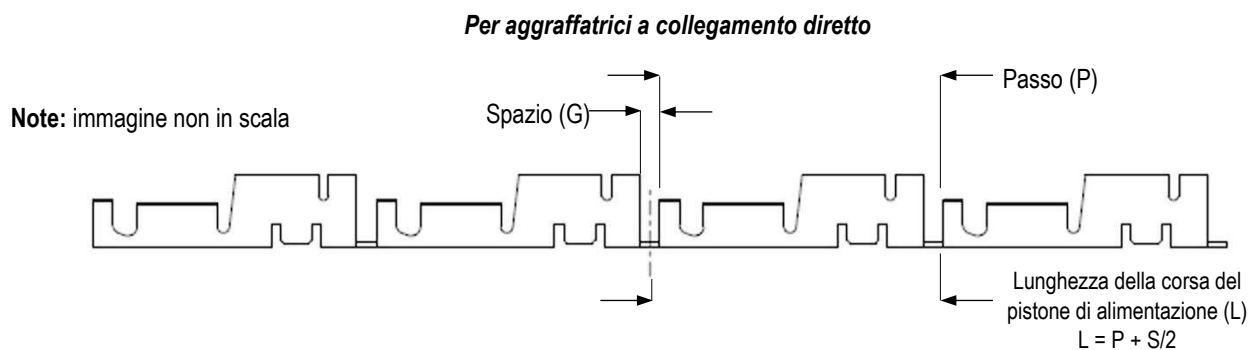 Per aggraffatrici a collegamento diretto
Passo (P)
Note: immagine non in scala
Spazio (G)
Lunghezza della corsa del
pistone di alimentazione (L)
L = P + S/2